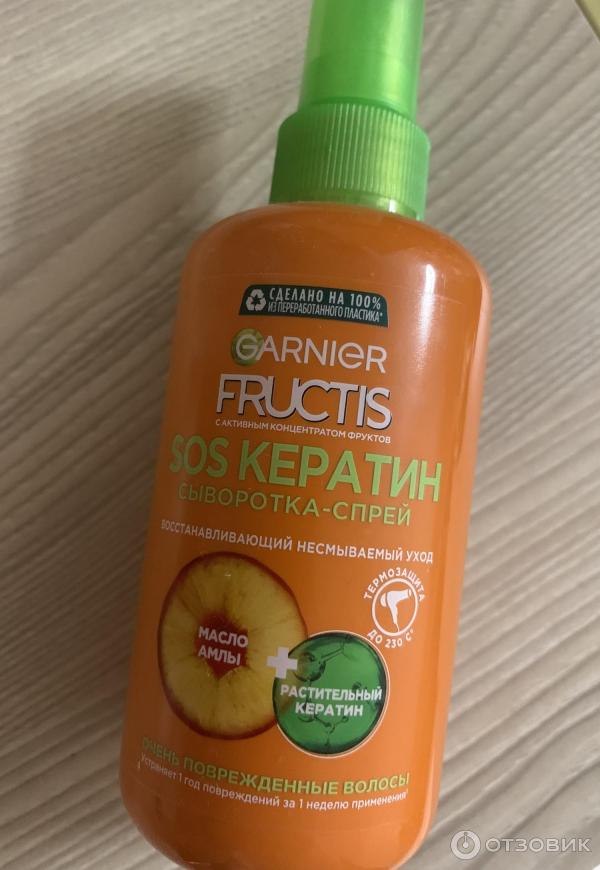 СДЕЛАНО НА 100%
ИЗ ПЕРЕРАБОТАННОГО ПЛАСТИКА*
GARNIER
FRUCTIS
С АКТИВНЫМ КОНЦЕНТРАТОМ ФРУКТОВ
SOS КЕРАТИН
СЫВОРОТКА-СПРЕЙ
ВОССТАНАВЛИВАЮЩИЙ НЕСМЫВАЕМЫЙ УХОД
ТЕРМОЗАЩИТА
ДО 230 С°
МАСЛО
АМЛЫ
+
РАСТИТЕЛЬНЫЙ
КЕРАТИН
ОЧЕНЬ ПОВРЕЖДЕННЫЕ ВОЛОСЫ
Устраняет 1 год повреждений за 1 неделю применения¹
ОТЗОВИК